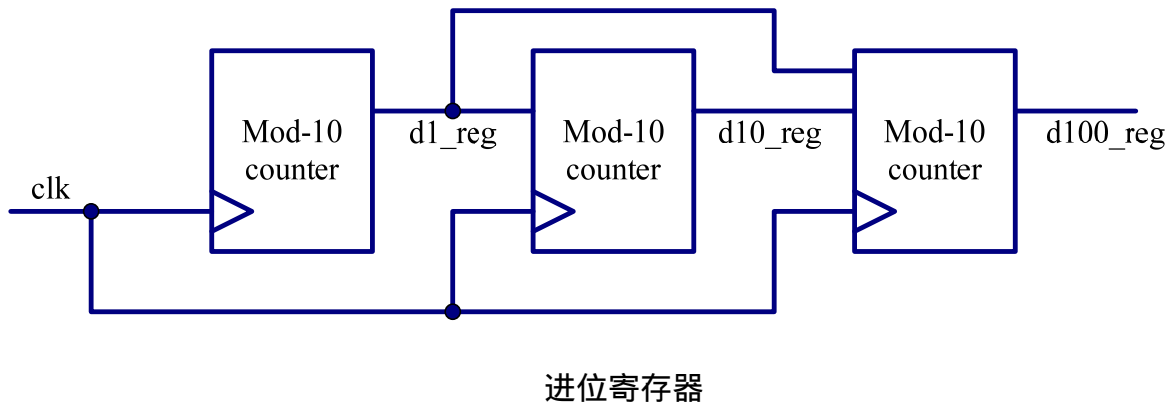 Mod-10
counter
d1_reg
Mod-10
counter
d10_reg
Mod-10
counter
d100_reg
clk
进位寄存器